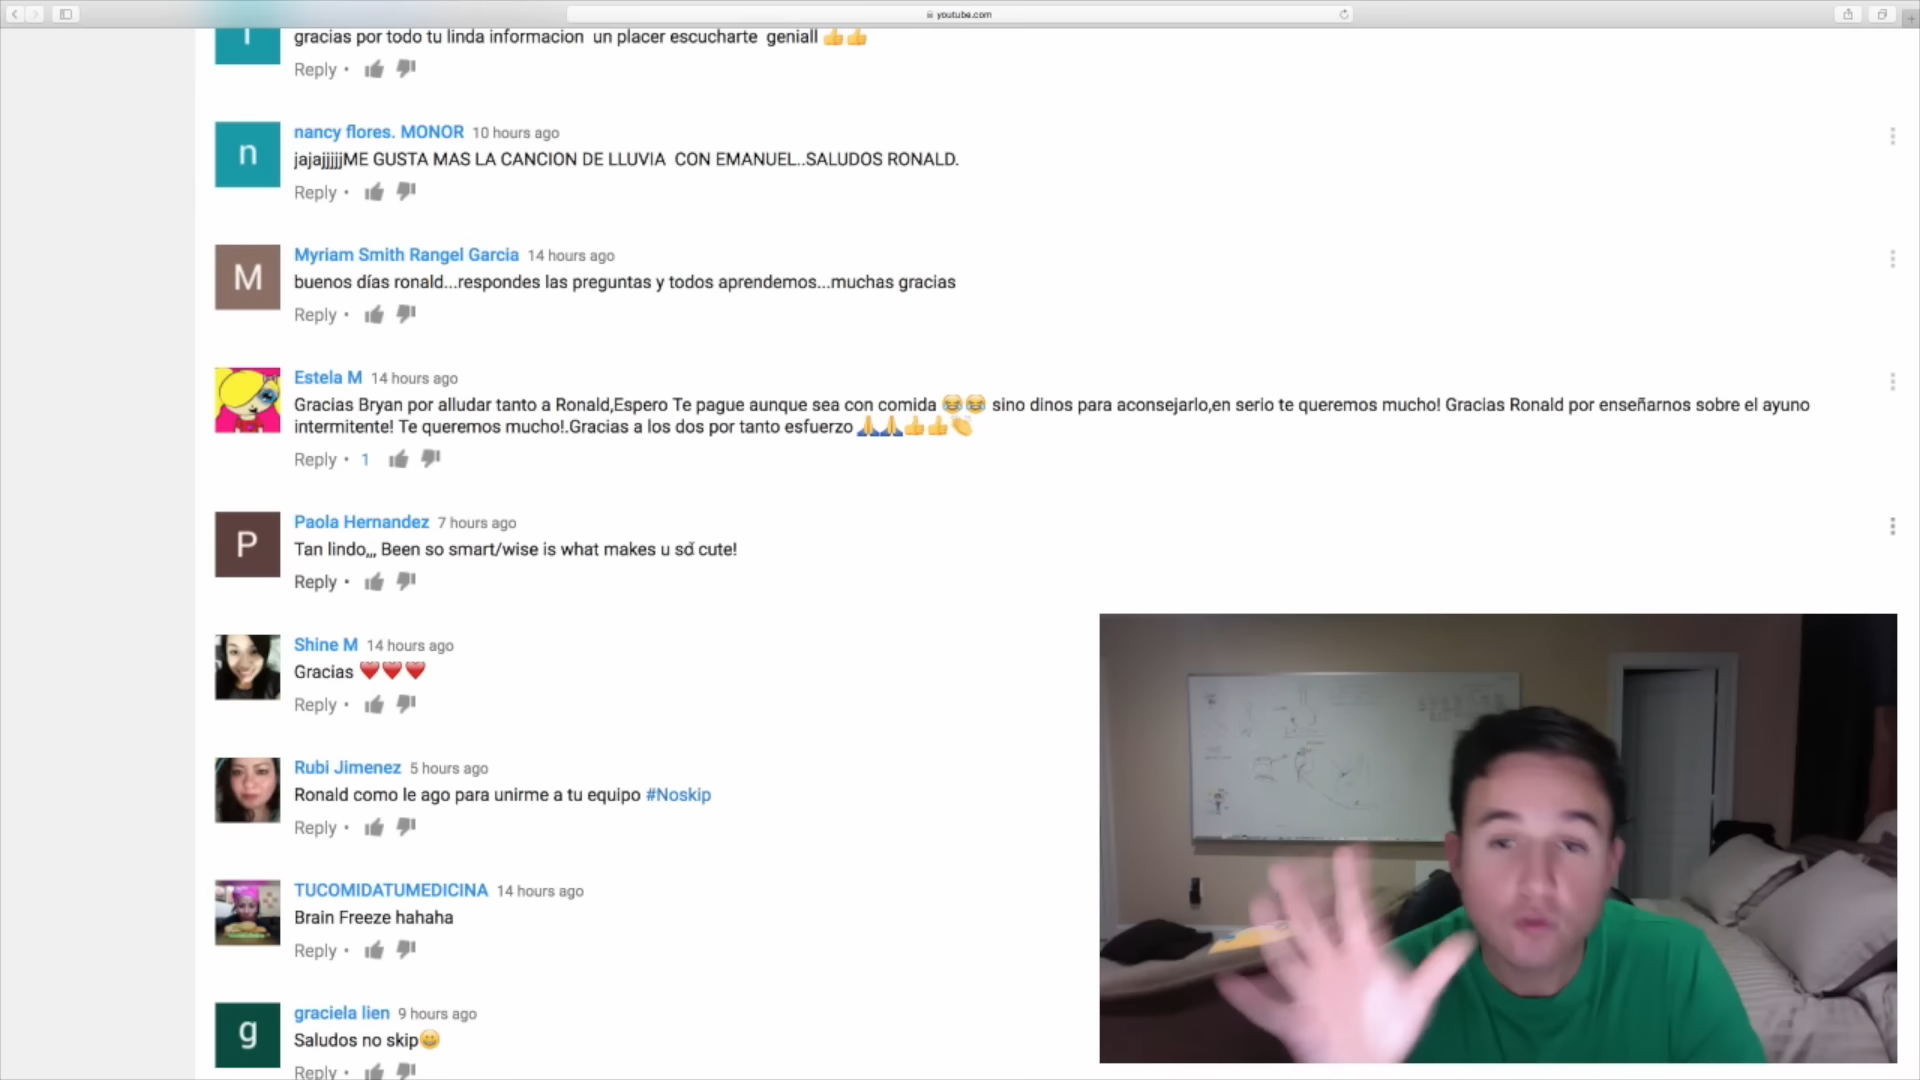 youtube.com
gracias por todo tu linda informacion un placer escucharte geniall 👍👍
Reply •
n
nancy flores. MONOR 10 hours ago
jajajjjjjME GUSTA MAS LA CANCION DE LLUVIA CON EMANUEL..SALUDOS RONALD.
Reply •
M
Myriam Smith Rangel Garcia 14 hours ago
buenos días ronald...respondes las preguntas y todos aprendemos...muchas gracias
Reply •
Estela M 14 hours ago
Gracias Bryan por alludar tanto a Ronald,Espero Te pague aunque sea con comida 😂😂 sino dinos para aconsejarlo,en serio te queremos mucho! Gracias Ronald por enseñarnos sobre el ayuno
intermitente! Te queremos mucho!.Gracias a los dos por tanto esfuerzo 🙏🙏👍👍👏
Reply • 1
P
Paola Hernandez 7 hours ago
Tan lindo,,, Been so smart/wise is what makes u so cute!
Reply •
Shine M 14 hours ago
Gracias ❤️❤️❤️
Reply •
Rubi Jimenez 5 hours ago
Ronald como le ago para unirme a tu equipo #Noskip
Reply •
TUCOMIDATUMEDICINA 14 hours ago
Brain Freeze hahaha
Reply •
g
graciela lien 9 hours ago
Saludos no skip😀
Reply •